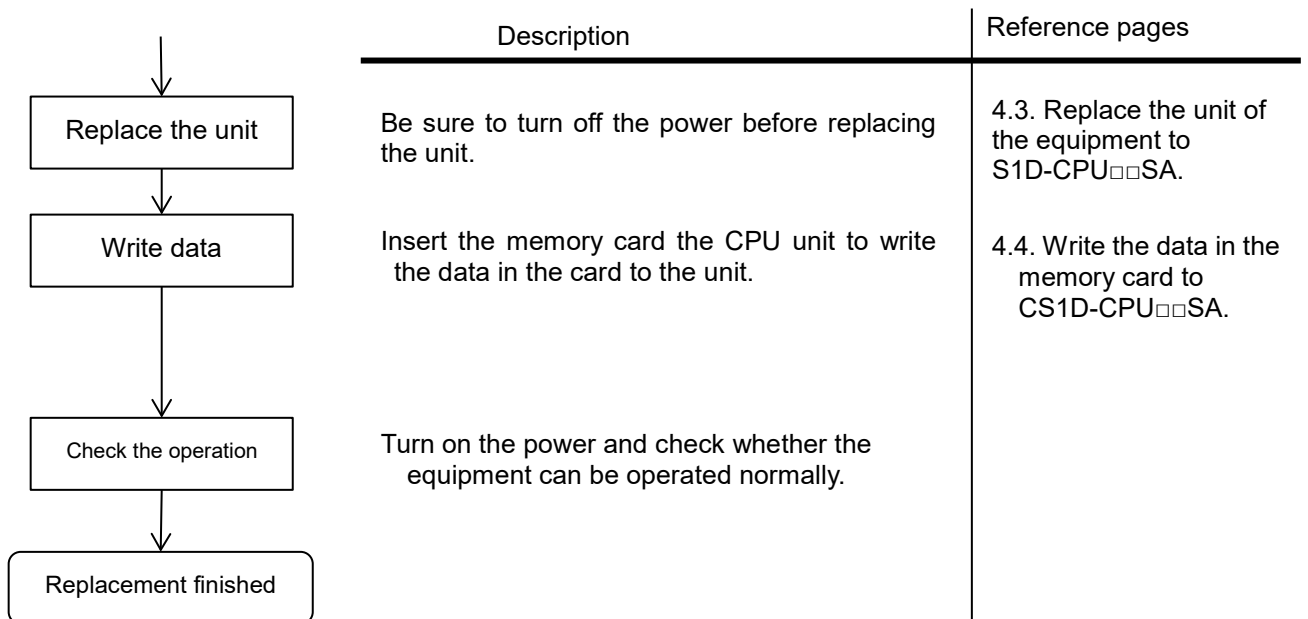 Description
Reference pages
Replace the unit
Be sure to turn off the power before replacing
the unit.
4.3. Replace the unit of
the equipment to
S1D-CPU□□SA.
Write data
Insert the memory card the CPU unit to write
the data in the card to the unit.
4.4. Write the data in the
memory card to
CS1D-CPU□□SA.
Check the operation
Turn on the power and check whether the
equipment can be operated normally.
Replacement finished